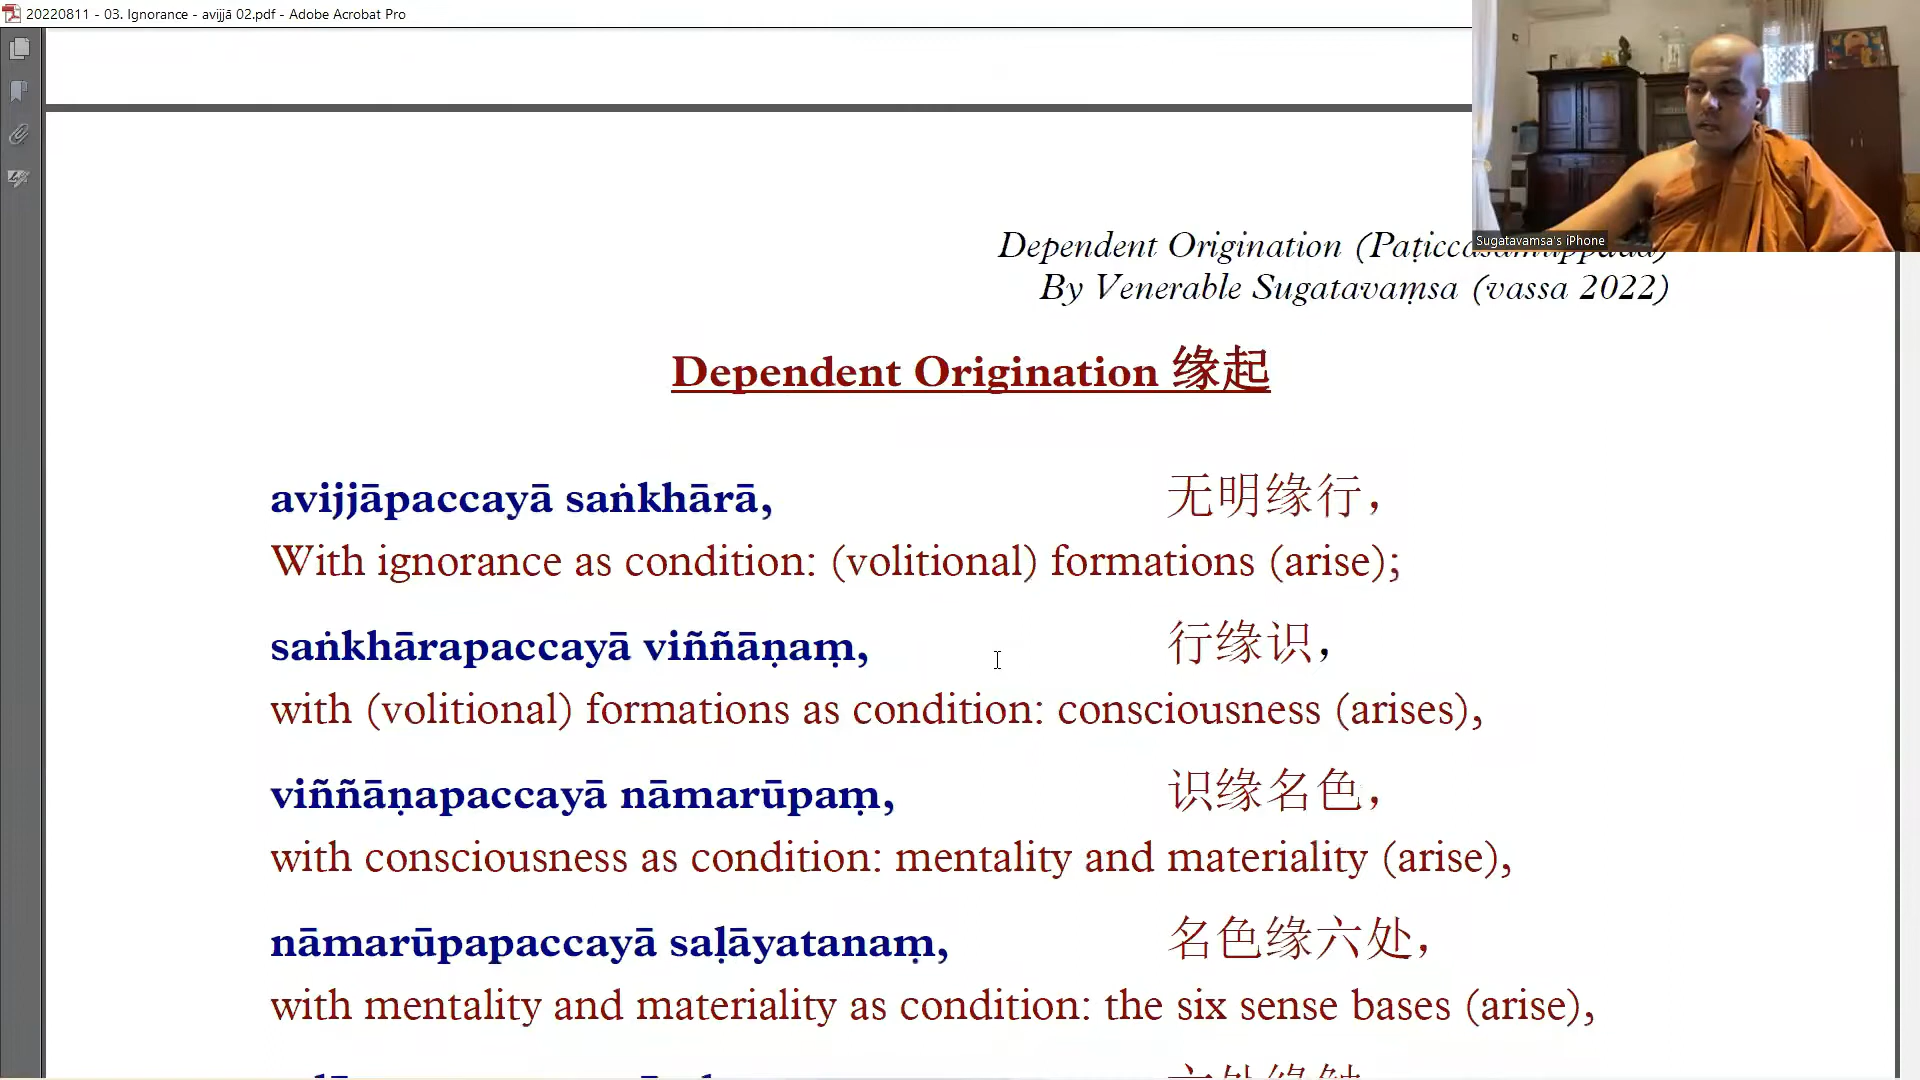 20220811 - 03. Ignorance - avijjā 02.pdf - Adobe Acrobat Pro
Sugatavamsa's iPhone
Dependent Origination
By Venerable Sugatavaṃsa (vassa 2022)
Dependent Origination 缘起
avijjāpaccayā saṅkhārā, 无明缘行，
With ignorance as condition: (volitional) formations (arise);
saṅkhārapaccayā viññāṇaṃ, 行缘识，
with (volitional) formations as condition: consciousness (arises),
viññāṇapaccayā nāmarūpaṃ, 识缘名色，
with consciousness as condition: mentality and materiality (arise),
nāmarūpapaccayā saḷāyatanaṃ, 名色缘六处，
with mentality and materiality as condition: the six sense bases (arise),